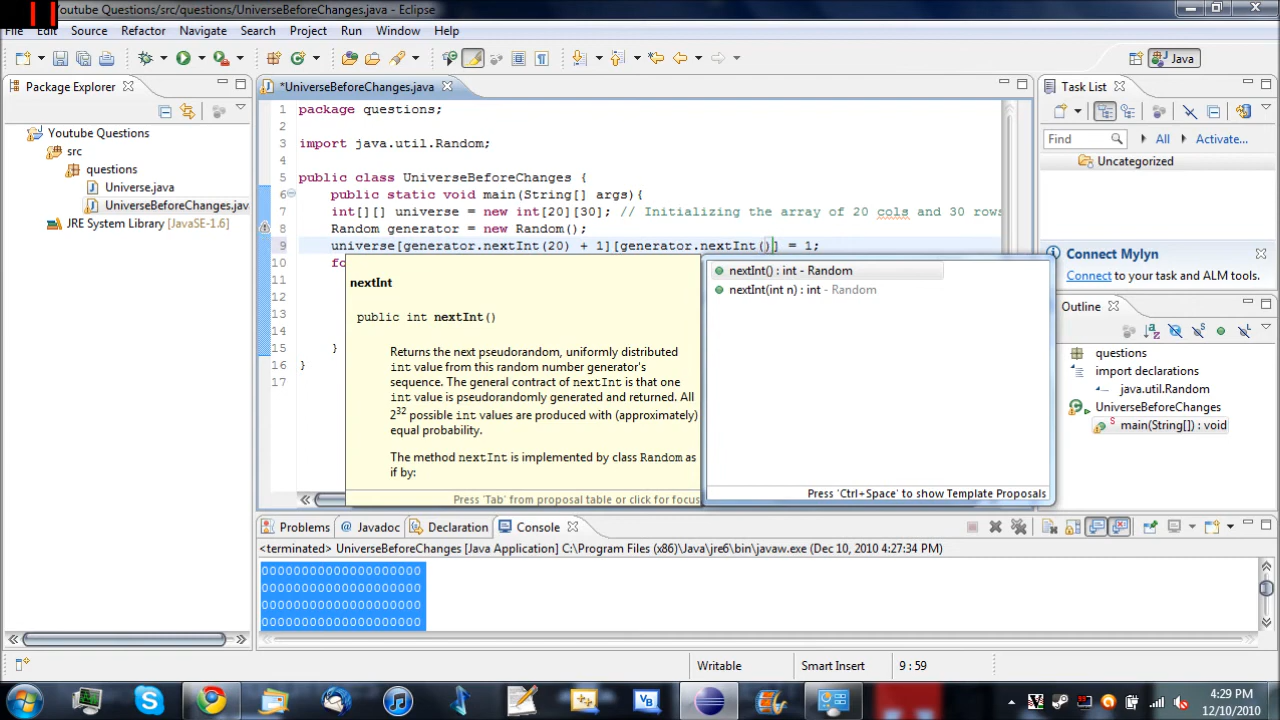 Youtube Questions/src/questions/UniverseBeforeChanges.java - Eclipse
File Edit Source Refactor Navigate Search Project Run Window Help
Java
Package Explorer
*UniverseBeforeChanges.java
Task List
Youtube Questions
src
questions
Universe.java
UniverseBeforeChanges.jav
JRE System Library [JavaSE-1.6]
1 package questions;
2
3 import java.util.Random;
4
5 public class UniverseBeforeChanges {
6 public static void main(String[] args){
7 int[][] universe = new int[20][30]; // Initializing the array of 20 cols and 30 rows
8 Random generator = new Random();
9 universe[generator.nextInt(20) + 1][generator.nextInt()] = 1;
10 fo
11
12
13
14
15 }
16 }
17
nextInt
public int nextInt()
Returns the next pseudorandom, uniformly distributed
int value from this random number generator's
sequence. The general contract of nextInt is that one
int value is pseudorandomly generated and returned. All
232 possible int values are produced with (approximately)
equal probability.
The method nextInt is implemented by class Random as
if by:
Press 'Tab' from proposal table or click for focus
nextInt() : int - Random
nextInt(int n) : int - Random
Press 'Ctrl+Space' to show Template Proposals
Find All Activate...
Uncategorized
Connect Mylyn
Connect to your task and ALM tools.
Outline
questions
import declarations
java.util.Random
UniverseBeforeChanges
main(String[]) : void
Problems Javadoc Declaration Console
<terminated> UniverseBeforeChanges [Java Application] C:\Program Files (x86)\Java\jre6\bin\javaw.exe (Dec 10, 2010 4:27:34 PM)
00000000000000000000
00000000000000000000
00000000000000000000
00000000000000000000
Writable Smart Insert 9 : 59
4:29 PM
12/10/2010